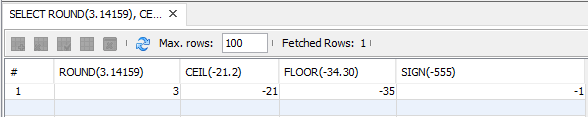 SELECT ROUND(3.14159), CE...
Max. rows: 100 Fetched Rows: 1
# ROUND(3.14159) CEIL(-21.2) FLOOR(-34.30) SIGN(-555)
1 3 -21 -35 -1